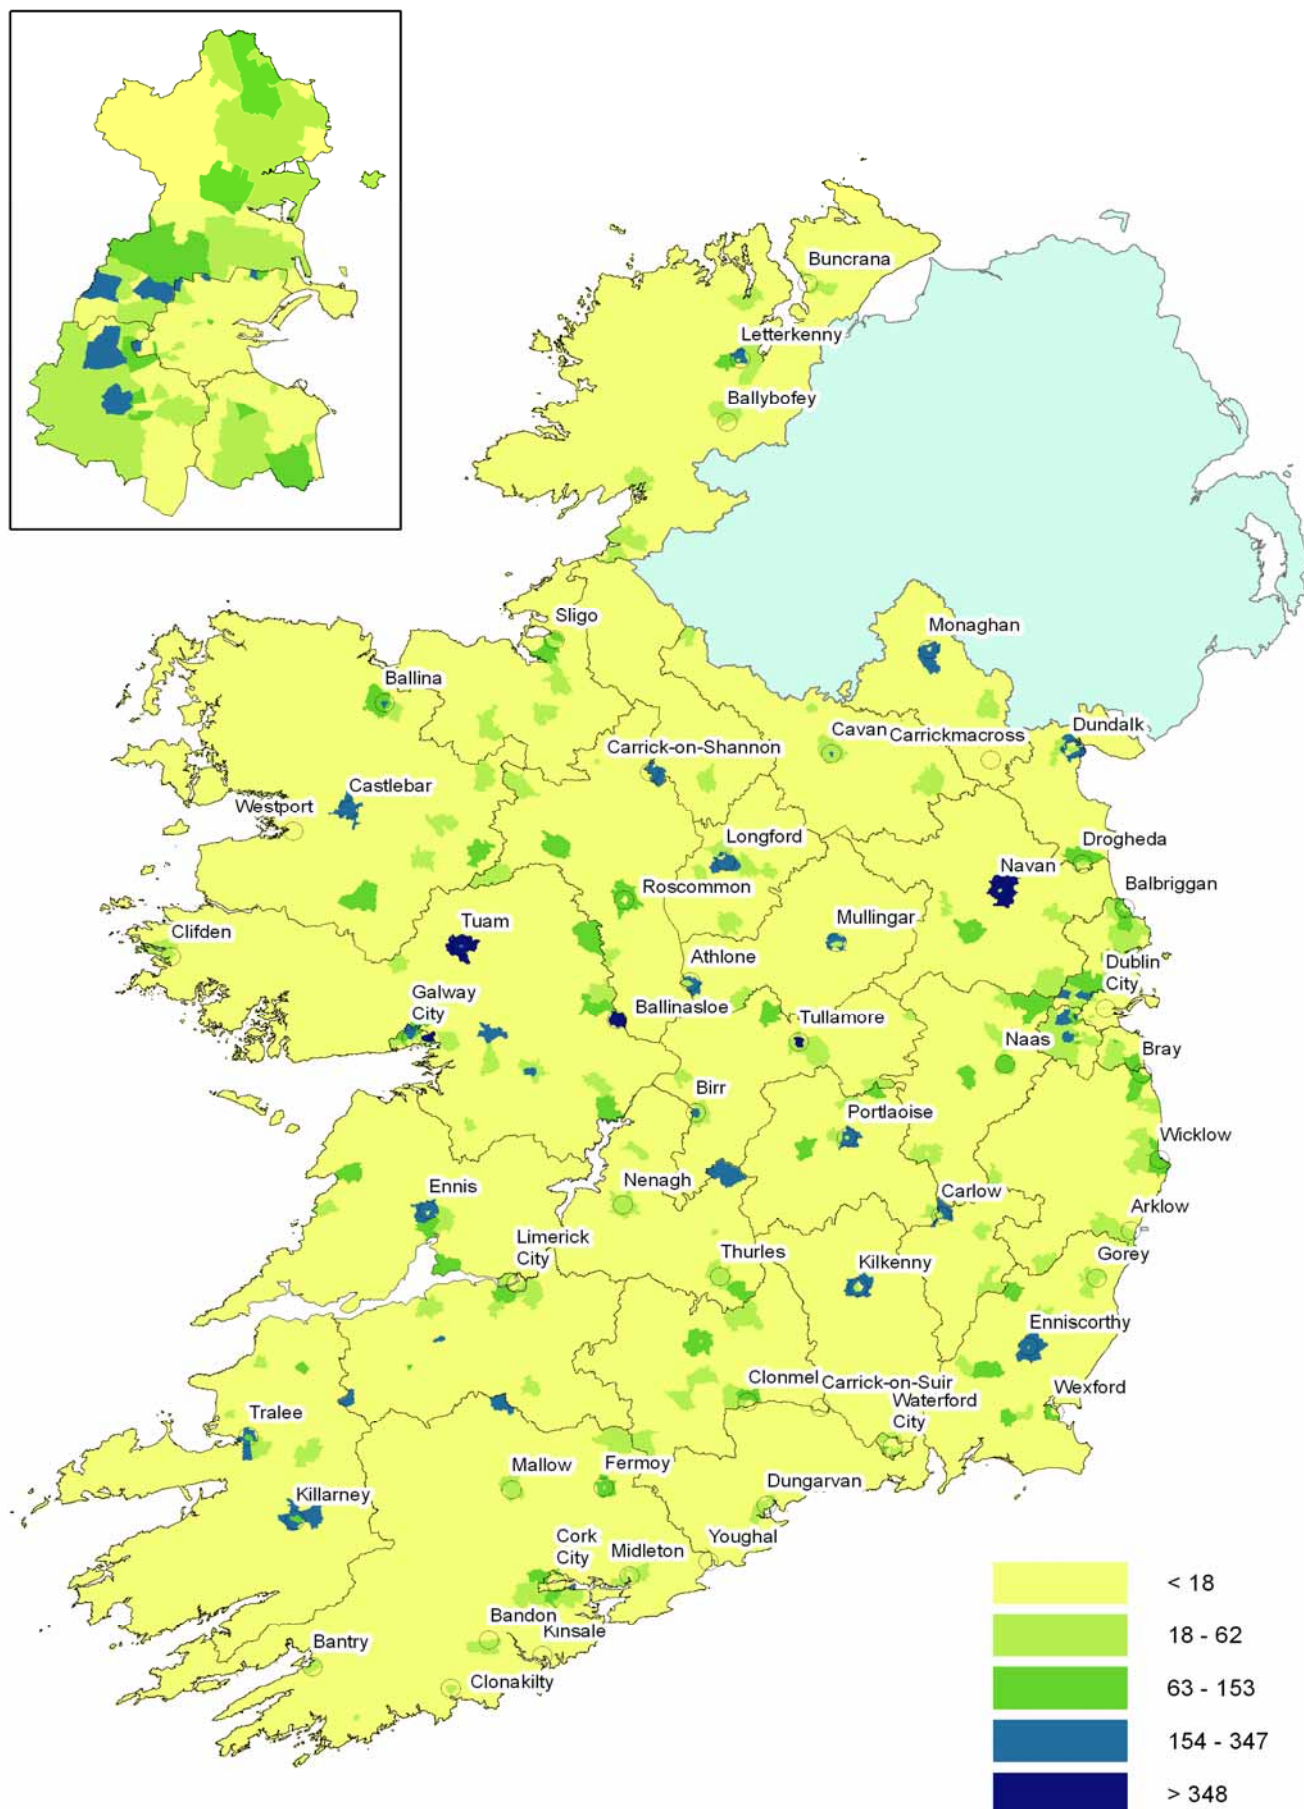 Buncrana
Letterkenny
Ballybofey
Sligo
Monaghan
Ballina
Cavan
Carrickmacross
Dundalk
Carrick-on-Shannon
Castlebar
Westport
Longford
Drogheda
Navan
Roscommon
Balbriggan
Tuam
Mullingar
Clifden
Athlone
Dublin
City
Galway
City
Ballinasloe
Tullamore
Naas
Bray
Birr
Portlaoise
Wicklow
Ennis
Nenagh
Carlow
Arklow
Limerick
City
Thurles
Kilkenny
Gorey
Enniscorthy
Clonmel
Carrick-on-Suir
Wexford
Waterford
City
Tralee
Mallow
Fermoy
Dungarvan
Killarney
Cork
City
Midleton
Youghal
Bandon
Kinsale
Bantry
Clonakilty
< 18
18 - 62
63 - 153
154 - 347
> 348